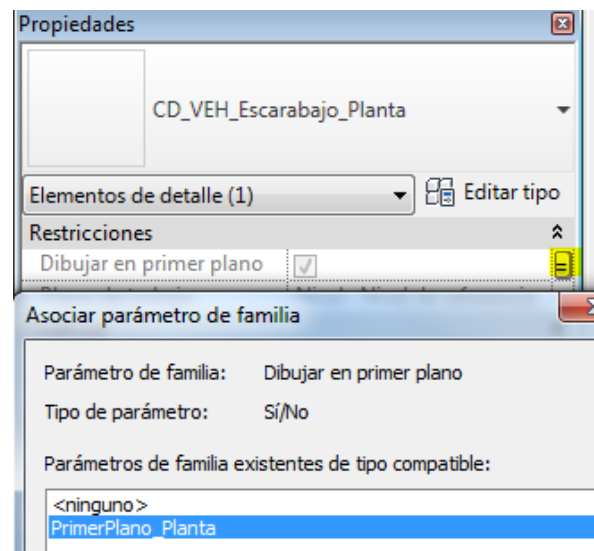 Propiedades
CD_VEH_Escarabajo_Planta
Elementos de detalle (1)
Editar tipo
Restricciones
Dibujar en primer plano
Asociar parámetro de familia
Parámetro de familia: Dibujar en primer plano
Tipo de parámetro: Sí/No
Parámetros de familia existentes de tipo compatible:
<ninguno>
PrimerPlano_Planta